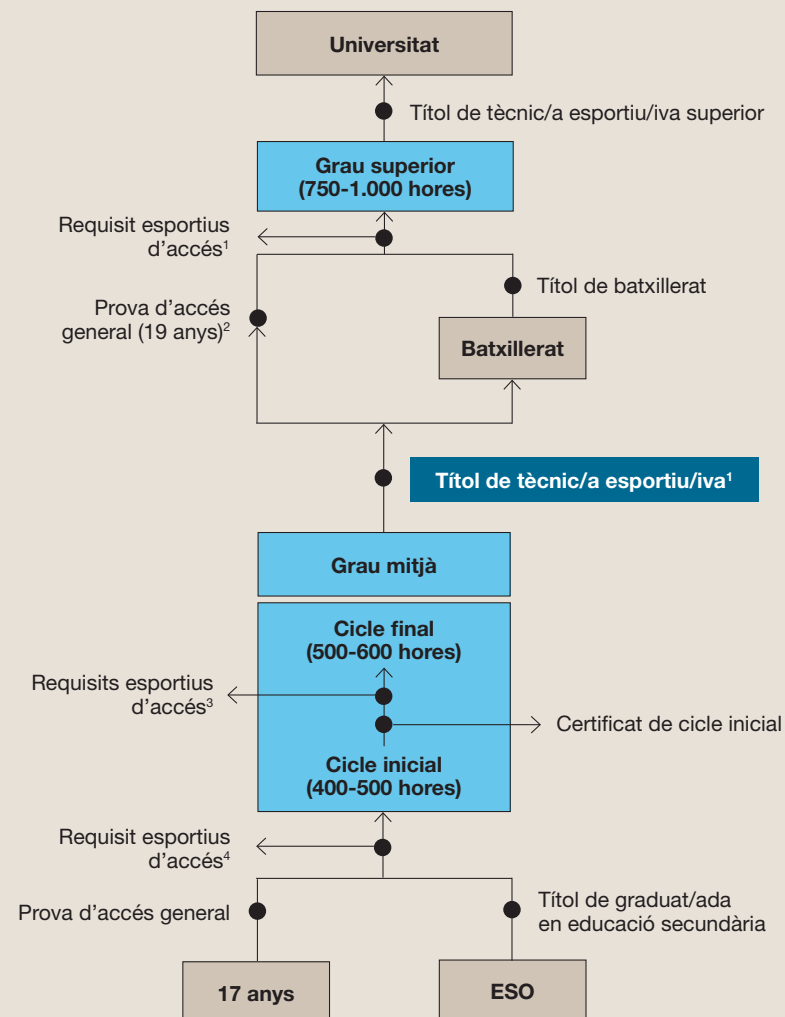 Universitat
Títol de tècnic/a esportiu/iva superior
Grau superior
(750-1.000 hores)
Requisit esportius
d’accés¹
Títol de batxillerat
Prova d’accés
general (19 anys)²
Batxillerat
Títol de tècnic/a esportiu/iva¹
Grau mitjà
Cicle final
(500-600 hores)
Requisits esportius
d’accés³
Certificat de cicle inicial
Cicle inicial
(400-500 hores)
Requisit esportius
d’accés⁴
Prova d’accés general
Títol de graduat/ada
en educació secundària
17 anys
ESO